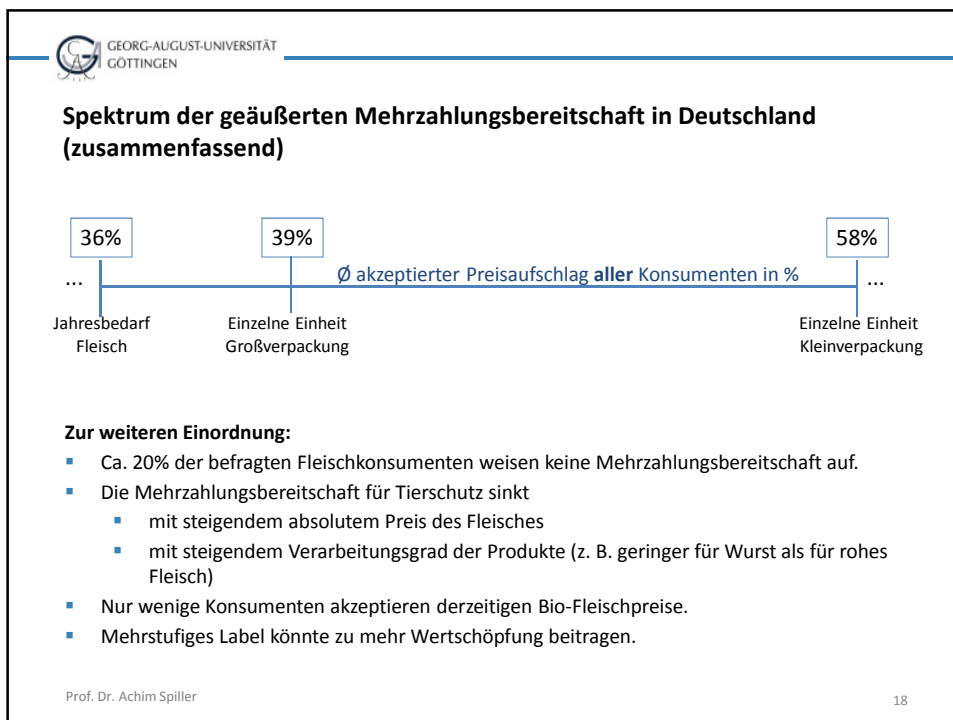 GEORG-AUGUST-UNIVERSITÄT
GÖTTINGEN
Spektrum der geäußerten Mehrzahlungsbereitschaft in Deutschland
(zusammenfassend)
36%
39%
58%
... Ø akzeptierter Preisaufschlag aller Konsumenten in % ...
Jahresbedarf
Fleisch
Einzelne Einheit
Großverpackung
Einzelne Einheit
Kleinverpackung
Zur weiteren Einordnung:
▪ Ca. 20% der befragten Fleischkonsumenten weisen keine Mehrzahlungsbereitschaft auf.
▪ Die Mehrzahlungsbereitschaft für Tierschutz sinkt
▪ mit steigendem absolutem Preis des Fleisches
▪ mit steigendem Verarbeitungsgrad der Produkte (z. B. geringer für Wurst als für rohes
Fleisch)
▪ Nur wenige Konsumenten akzeptieren derzeitigen Bio-Fleischpreise.
▪ Mehrstufiges Label könnte zu mehr Wertschöpfung beitragen.
Prof. Dr. Achim Spiller
18